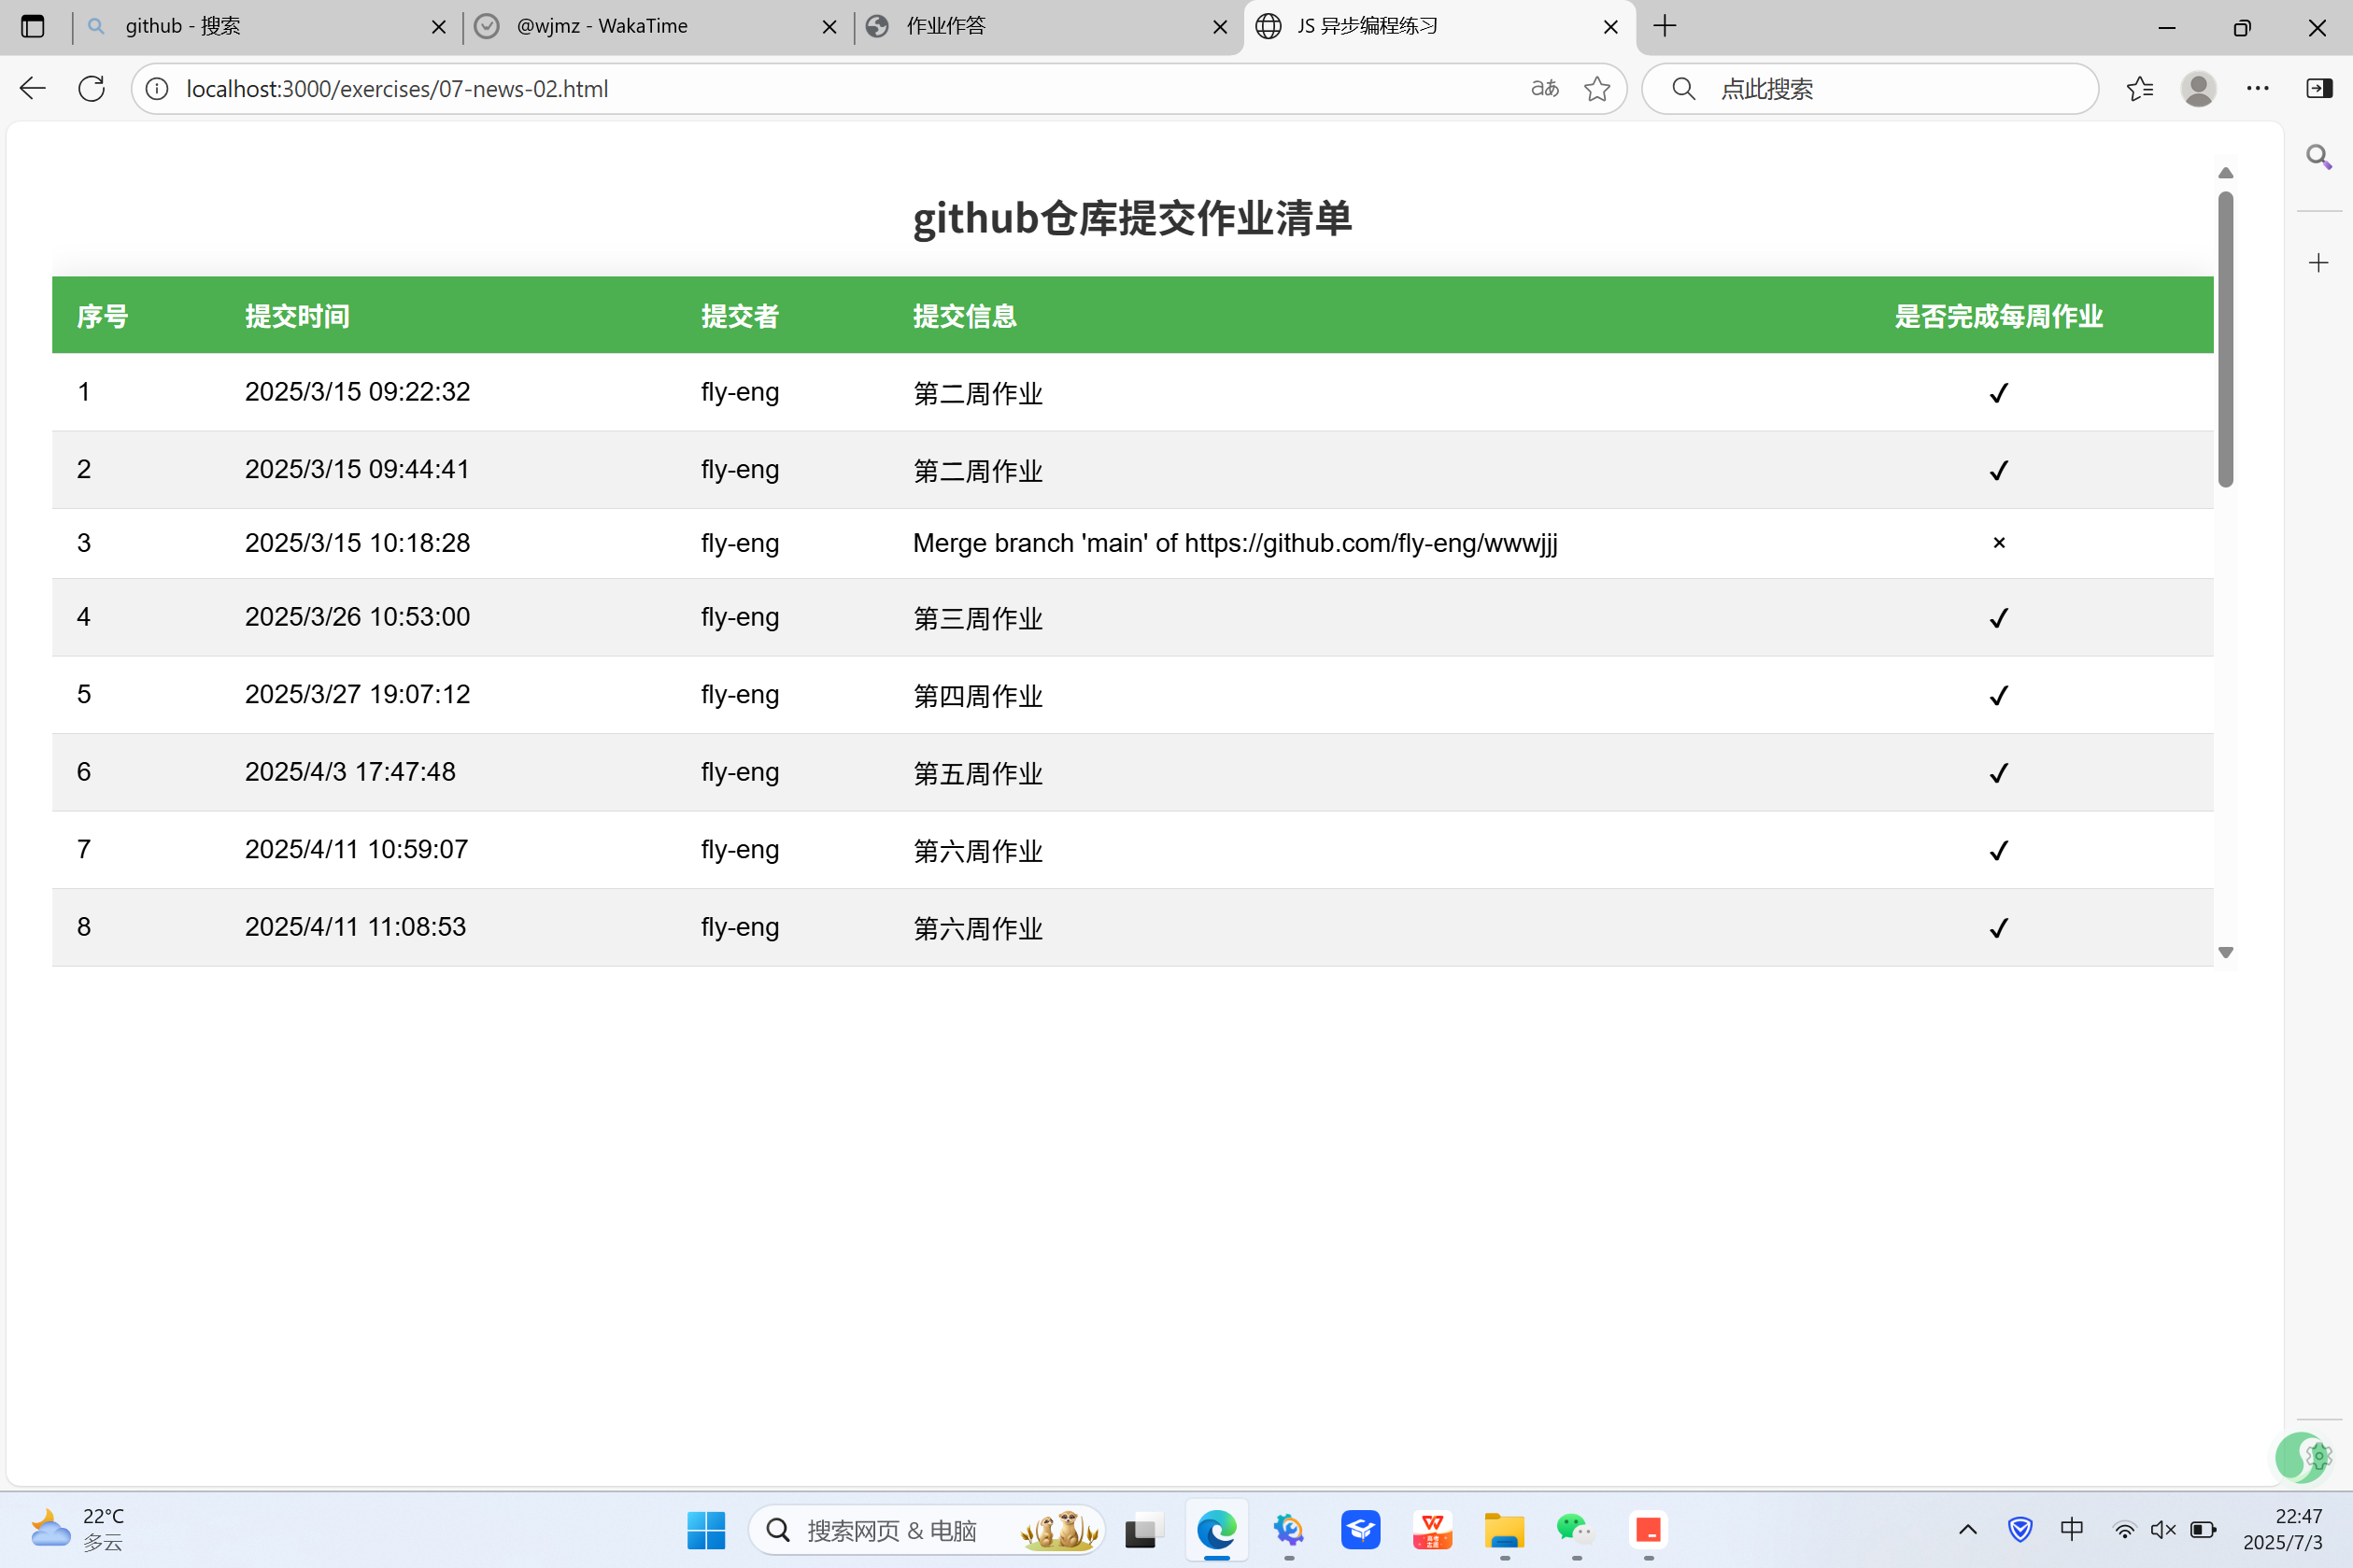 github - 搜索
@wjmz - WakaTime
作业作答
JS 异步编程练习
localhost:3000/exercises/07-news-02.html
aあ
点此搜索
github仓库提交作业清单
序号 提交时间 提交者 提交信息 是否完成每周作业
1 2025/3/15 09:22:32 fly-eng 第二周作业 ✓
2 2025/3/15 09:44:41 fly-eng 第二周作业 ✓
3 2025/3/15 10:18:28 fly-eng Merge branch 'main' of https://github.com/fly-eng/wwwjjj ×
4 2025/3/26 10:53:00 fly-eng 第三周作业 ✓
5 2025/3/27 19:07:12 fly-eng 第四周作业 ✓
6 2025/4/3 17:47:48 fly-eng 第五周作业 ✓
7 2025/4/11 10:59:07 fly-eng 第六周作业 ✓
8 2025/4/11 11:08:53 fly-eng 第六周作业 ✓
22°C
多云
搜索网页 & 电脑
中
22:47
2025/7/3